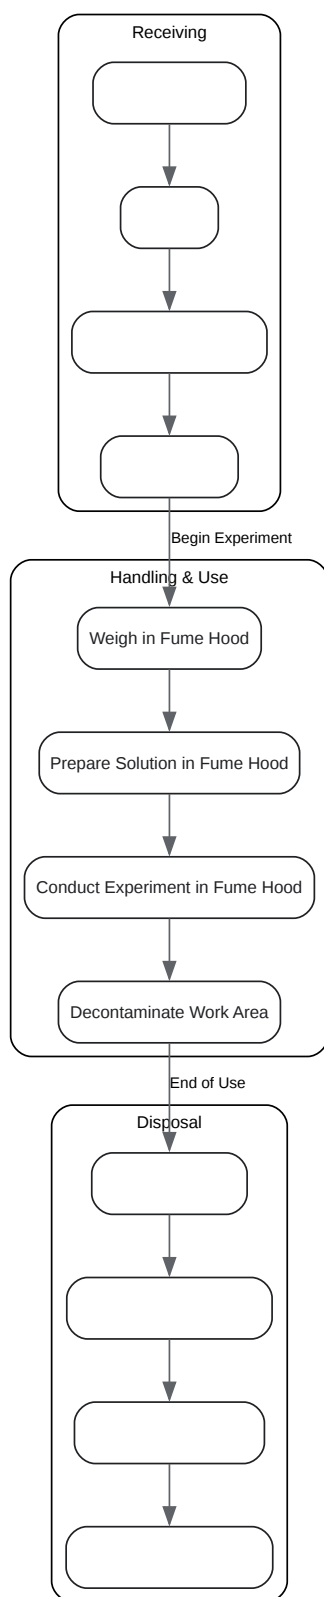 Receiving
Begin Experiment
Handling & Use
Weigh in Fume Hood
Prepare Solution in Fume Hood
Conduct Experiment in Fume Hood
Decontaminate Work Area
End of Use
Disposal